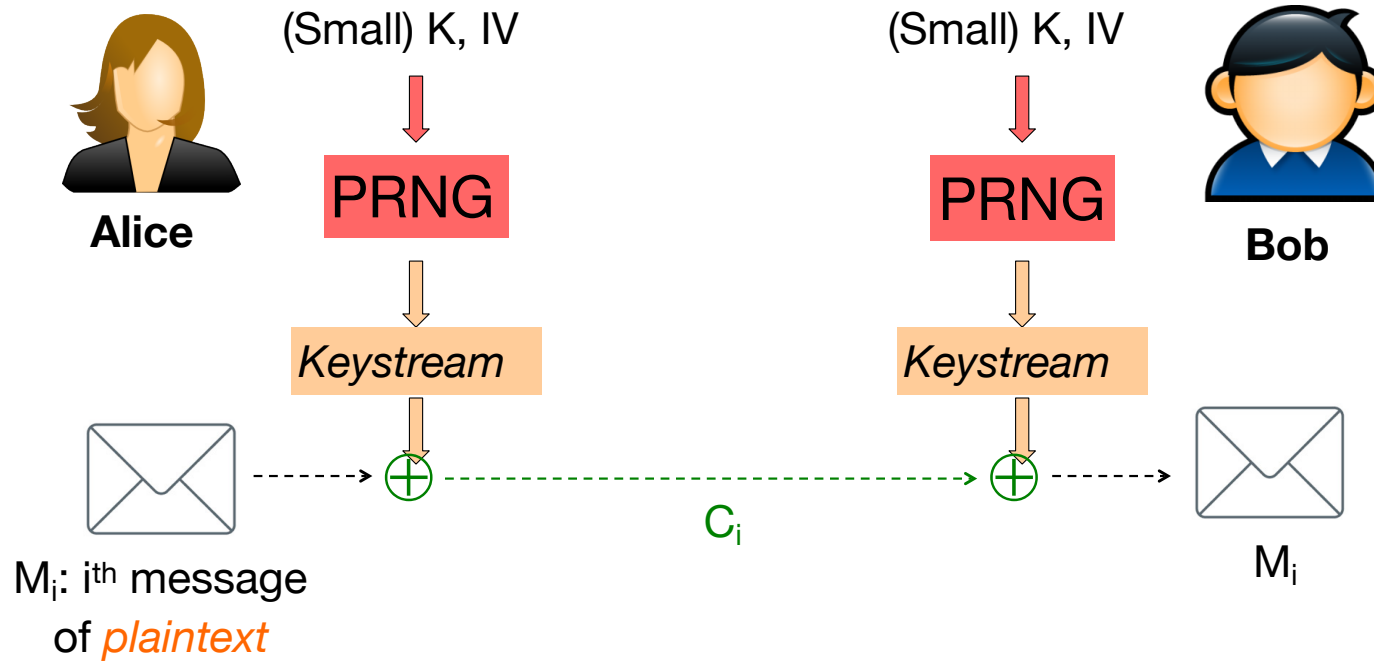 (Small) K, IV
(Small) K, IV
PRNG
PRNG
Alice
Bob
Keystream
Keystream
Cᵢ
Mᵢ: iᵗʰ message
of plaintext
Mᵢ